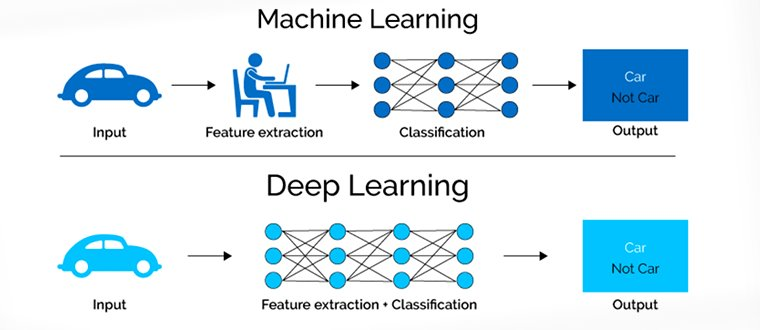 Machine Learning
Car
Not Car
Input
Feature extraction
Classification
Output
Deep Learning
Car
Not Car
Input
Feature extraction + Classification
Output